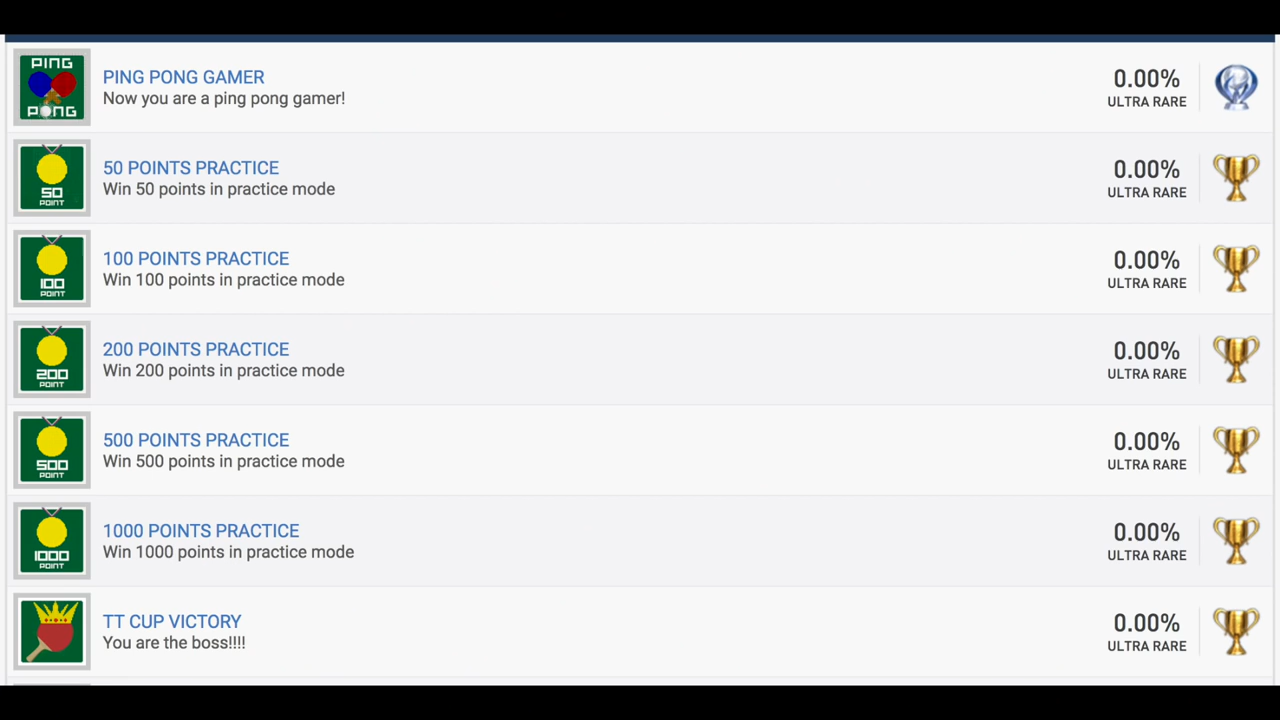 PING
PONG
PING PONG GAMER
Now you are a ping pong gamer!
0.00%
ULTRA RARE
50
POINT
50 POINTS PRACTICE
Win 50 points in practice mode
0.00%
ULTRA RARE
100
POINT
100 POINTS PRACTICE
Win 100 points in practice mode
0.00%
ULTRA RARE
200
POINT
200 POINTS PRACTICE
Win 200 points in practice mode
0.00%
ULTRA RARE
500
POINT
500 POINTS PRACTICE
Win 500 points in practice mode
0.00%
ULTRA RARE
1000
POINT
1000 POINTS PRACTICE
Win 1000 points in practice mode
0.00%
ULTRA RARE
TT CUP VICTORY
You are the boss!!!!
0.00%
ULTRA RARE